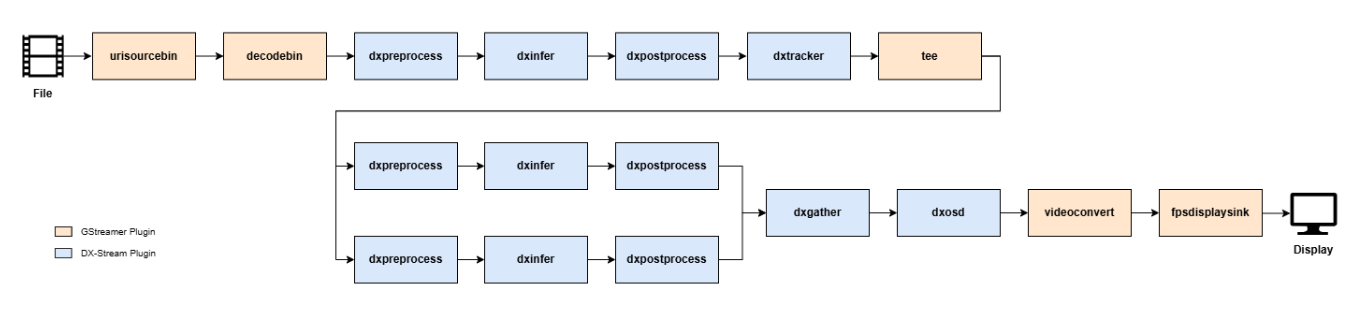 urisourcebin
decodebin
dxpreprocess
dxinfer
dxpostprocess
dxtracker
tee
File
dxpreprocess
dxinfer
dxpostprocess
dxgather
dxosd
videoconvert
fpsdisplaysink
GStreamer Plugin
DX-Stream Plugin
dxpreprocess
dxinfer
dxpostprocess
Display